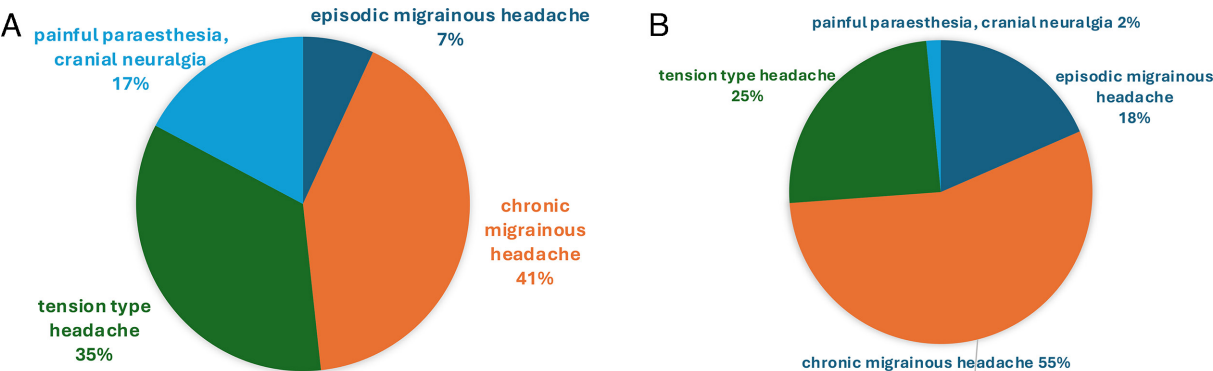 A
episodic migrainous headache
7%
painful paraesthesia,
cranial neuralgia
17%
chronic
migrainous
headache
41%
tension type
headache
35%
B
painful paraesthesia, cranial neuralgia 2%
tension type headache
25%
episodic migrainous
headache
18%
chronic migrainous headache 55%